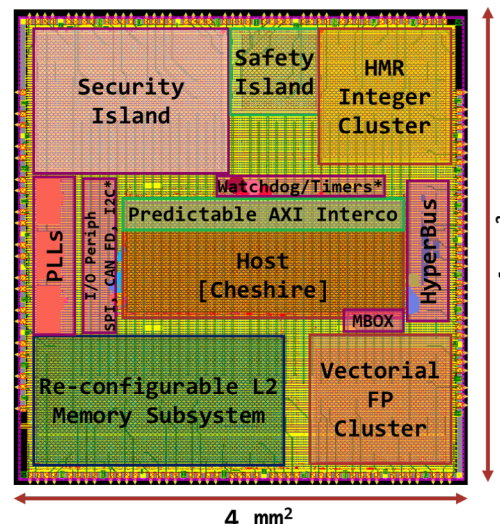 Security
Island
Safety
Island
HMR
Integer
Cluster
Watchdog/Timers*
Predictable AXI Interco
PLLs
I/O Periph
SPI, CAN FD, I2C*
Host
[Cheshire]
HyperBus
MBOX
Re-configurable L2
Memory Subsystem
Vectorial
FP
Cluster
4 mm²